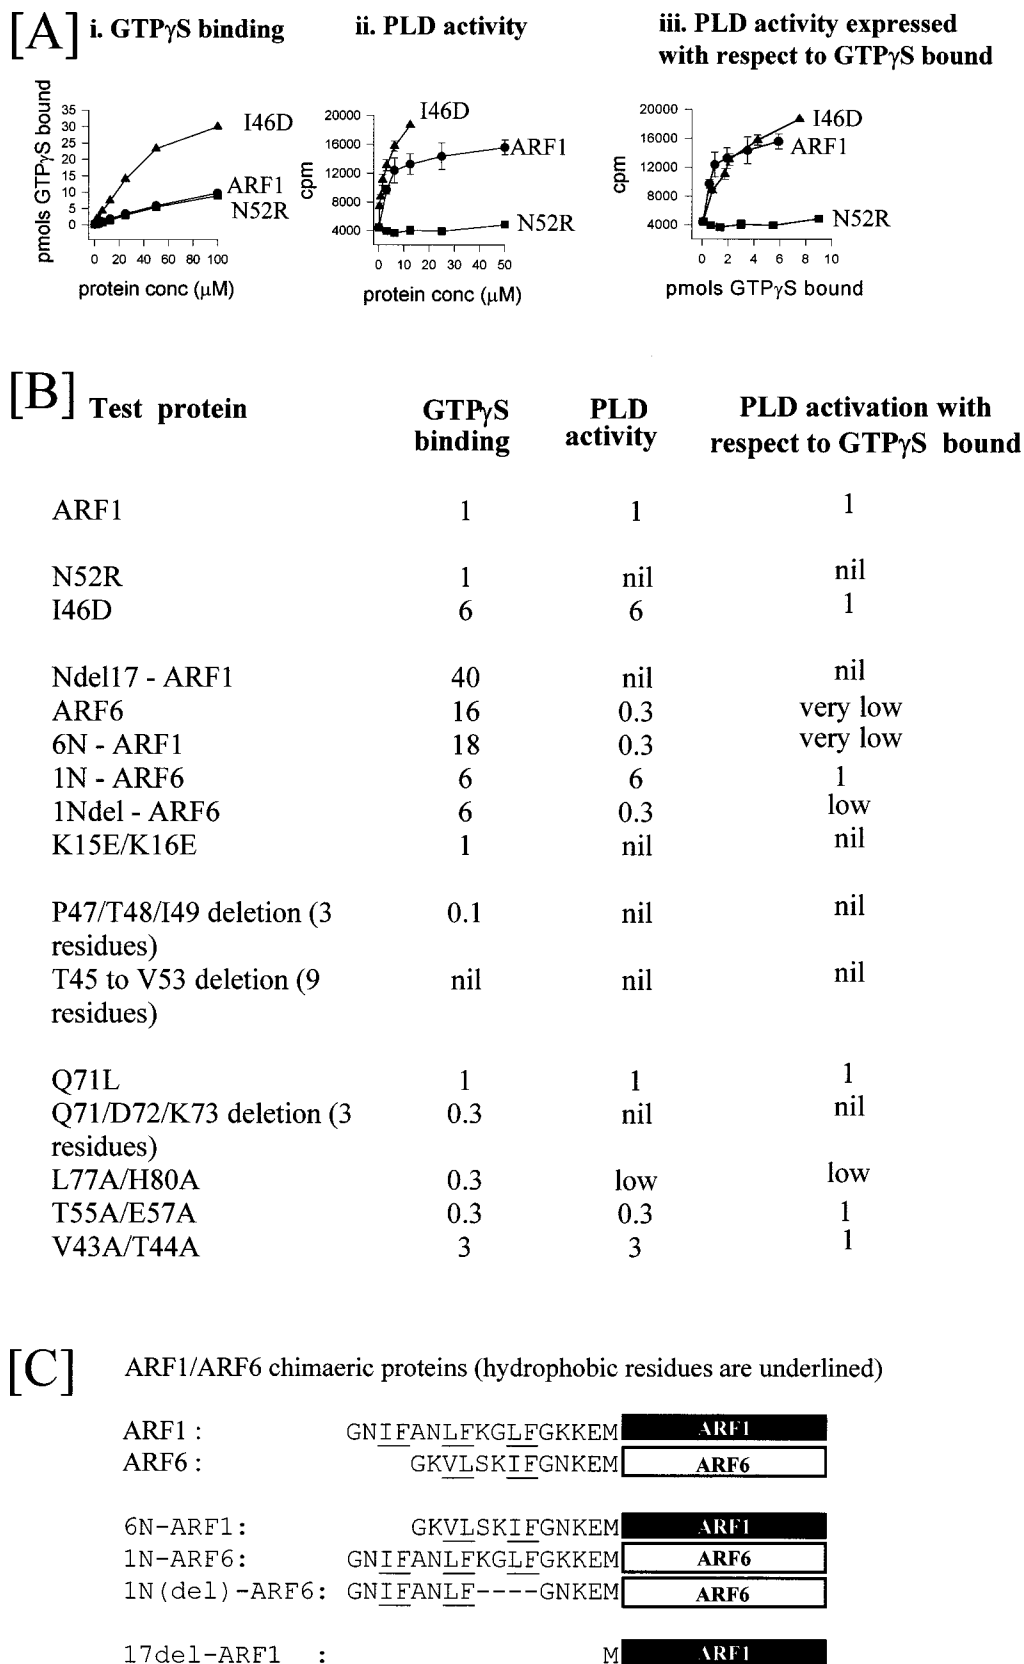 [A] i. GTPγS binding
ii. PLD activity
iii. PLD activity expressed
with respect to GTPγS bound
pmols GTPγS bound
35
30
25
20
15
10
5
0
I46D
ARF1
N52R
0 20 40 60 80 100
protein conc (μM)
cpm
20000
16000
12000
8000
4000
I46D
ARF1
N52R
0 10 20 30 40 50
protein conc (μM)
cpm
20000
16000
12000
8000
4000
I46D
ARF1
N52R
0 2 4 6 8 10
pmols GTPγS bound
[B] Test protein GTPγS binding PLD activity PLD activation with respect to GTPγS bound
ARF1 1 1 1
N52R 1 nil nil
I46D 6 6 1
Ndel17 - ARF1 40 nil nil
ARF6 16 0.3 very low
6N - ARF1 18 0.3 very low
1N - ARF6 6 6 1
1Ndel - ARF6 6 0.3 low
K15E/K16E 1 nil nil
P47/T48/I49 deletion (3 0.1 nil nil
residues)
T45 to V53 deletion (9 nil nil nil
residues)
Q71L 1 1 1
Q71/D72/K73 deletion (3 0.3 nil nil
residues)
L77A/H80A 0.3 low low
T55A/E57A 0.3 0.3 1
V43A/T44A 3 3 1
[C] ARF1/ARF6 chimaeric proteins (hydrophobic residues are underlined)
ARF1 : GNIFANLFKGLFGKKEM ARF1
ARF6 : GKVLSKIFGNKEM ARF6
6N-ARF1: GKVLSKIFGNKEM ARF1
1N-ARF6: GNIFANLFKGLFGKKEM ARF6
1N(del)-ARF6: GNIFANLF----GNKEM ARF6
17del-ARF1 : M ARF1